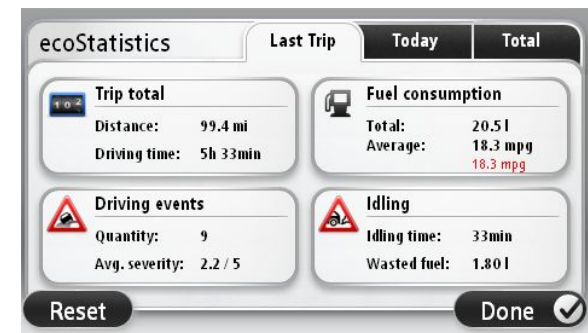 ecoStatistics
Last Trip
Today
Total
Trip total
Distance: 99.4 mi
Driving time: 5h 33min
Fuel consumption
Total: 20.5 l
Average: 18.3 mpg
18.3 mpg
Driving events
Quantity: 9
Avg. severity: 2.2 / 5
Idling
Idling time: 33min
Wasted fuel: 1.80 l
Reset
Done